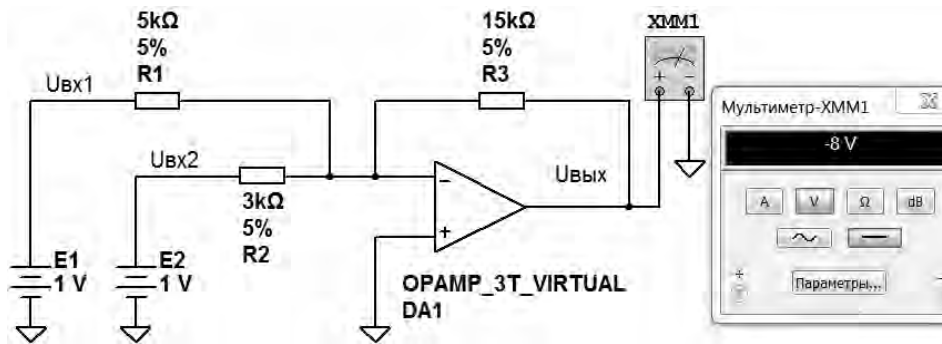 5kΩ
5%
R1
Uвх1
15kΩ
5%
R3
XMM1
+ −
Мультиметр-XMM1
-8 V
A V Ω dB
Параметры...
+
−
Uвх2
3kΩ
5%
R2
−
+
Uвых
E1
1 V
E2
1 V
OPAMP_3T_VIRTUAL
DA1